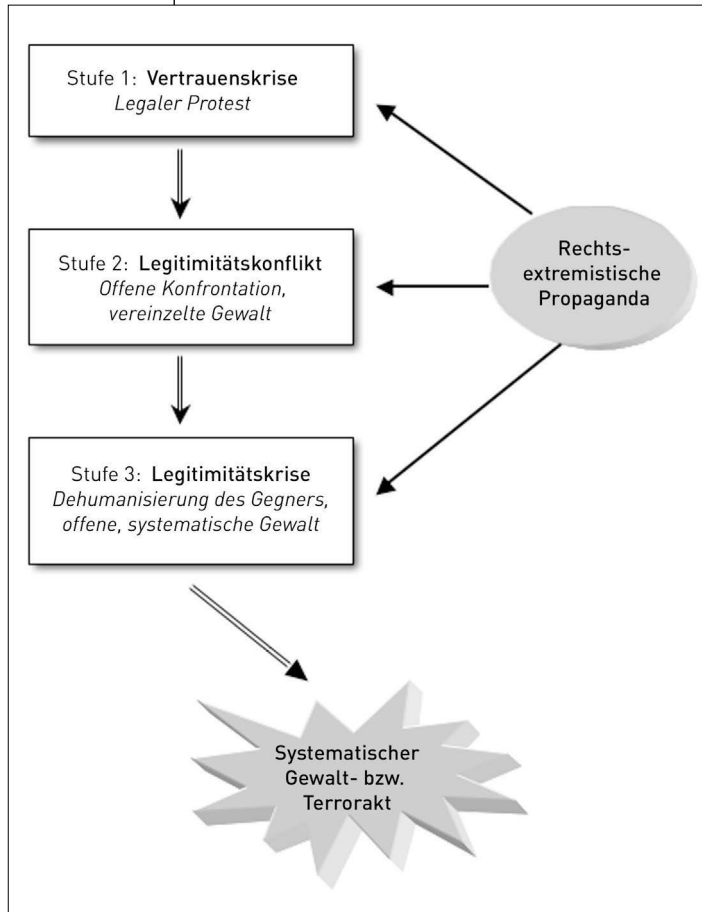 Stufe 1: Vertrauenskrise
Legaler Protest
Stufe 2: Legitimitätskonflikt
Offene Konfrontation,
vereinzelte Gewalt
Rechts-
extremistische
Propaganda
Stufe 3: Legitimitätskrise
Dehumanisierung des Gegners,
offene, systematische Gewalt
Systematischer
Gewalt- bzw.
Terrorakt